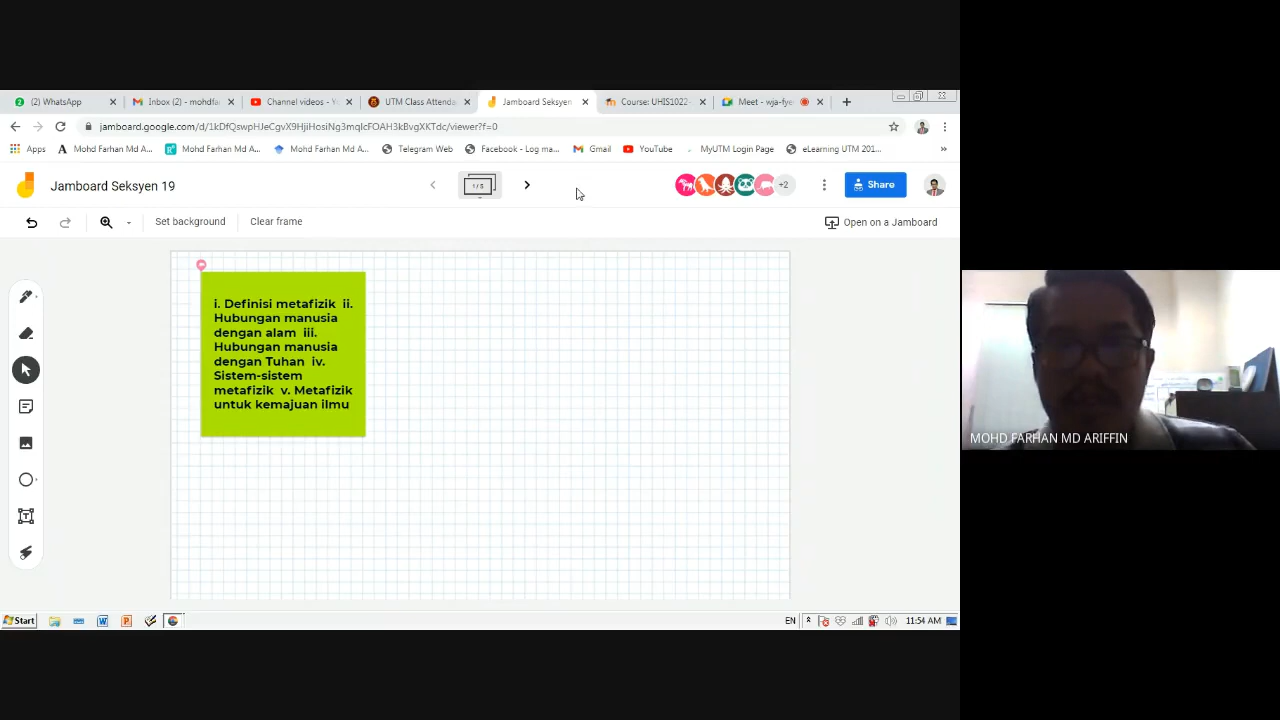 (2) WhatsApp
Inbox (2) - mohdfa
Channel videos - Y
UTM Class Attenda
Jamboard Seksyen
Course: UHIS1022-
Meet - wja-fye
jamboard.google.com/d/1kDfQswpHJeCgvX9HjiHosiNg3mqIcFOAH3kBvgXKTdc/viewer?f=0
Apps
Mohd Farhan Md A...
Mohd Farhan Md A...
Mohd Farhan Md A...
Telegram Web
Facebook - Log ma...
Gmail
YouTube
MyUTM Login Page
eLearning UTM 201...
Jamboard Seksyen 19
1 / 5
+2
Share
Set background
Clear frame
Open on a Jamboard
i. Definisi metafizik ii.
Hubungan manusia
dengan alam iii.
Hubungan manusia
dengan Tuhan iv.
Sistem-sistem
metafizik v. Metafizik
untuk kemajuan ilmu
MOHD FARHAN MD ARIFFIN
Start
EN
11:54 AM